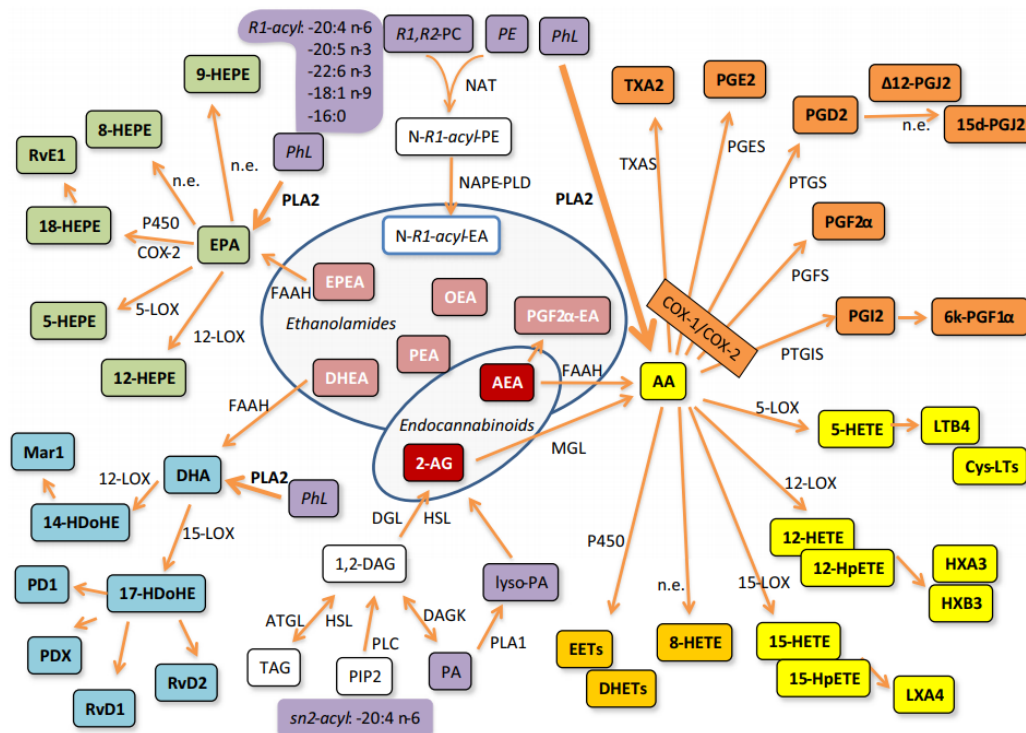 R1-acyl: -20:4 n-6
-20:5 n-3
-22:6 n-3
-18:1 n-9
-16:0
R1,R2-PC
PE
PhL
NAT
N-R1-acyl-PE
NAPE-PLD
N-R1-acyl-EA
9-HEPE
8-HEPE
RvE1
18-HEPE
n.e.
n.e.
P450
COX-2
EPA
PhL
PLA2
5-LOX
5-HEPE
12-LOX
12-HEPE
FAAH
EPEA
OEA
Ethanolamides
PGF2α-EA
PEA
DHEA
AEA
FAAH
Endocannabinoids
2-AG
MGL
FAAH
PLA2
TXA2
PGE2
PGD2
Δ12-PGJ2
n.e.
15d-PGJ2
TXAS
PGES
PTGS
PGF2α
PGFS
COX-1/COX-2
PGI2
6k-PGF1α
PTGIS
AA
5-LOX
5-HETE
LTB4
Cys-LTs
12-LOX
12-HETE
12-HpETE
HXA3
HXB3
P450
n.e.
15-LOX
EETs
DHETs
8-HETE
15-HETE
15-HpETE
LXA4
Mar1
12-LOX
DHA
PLA2
PhL
14-HDoHE
15-LOX
PD1
17-HDoHE
PDX
RvD1
RvD2
DGL
HSL
1,2-DAG
lyso-PA
ATGL
HSL
DAGK
PLC
PLA1
TAG
PIP2
PA
sn2-acyl: -20:4 n-6